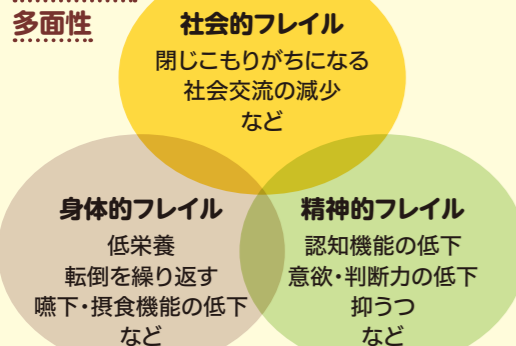 多面性
社会的フレイル
閉じこもりがちになる
社会交流の減少
など
身体的フレイル
低栄養
転倒を繰り返す
嚥下・摂食機能の低下
など
精神的フレイル
認知機能の低下
意欲・判断力の低下
抑うつ
など